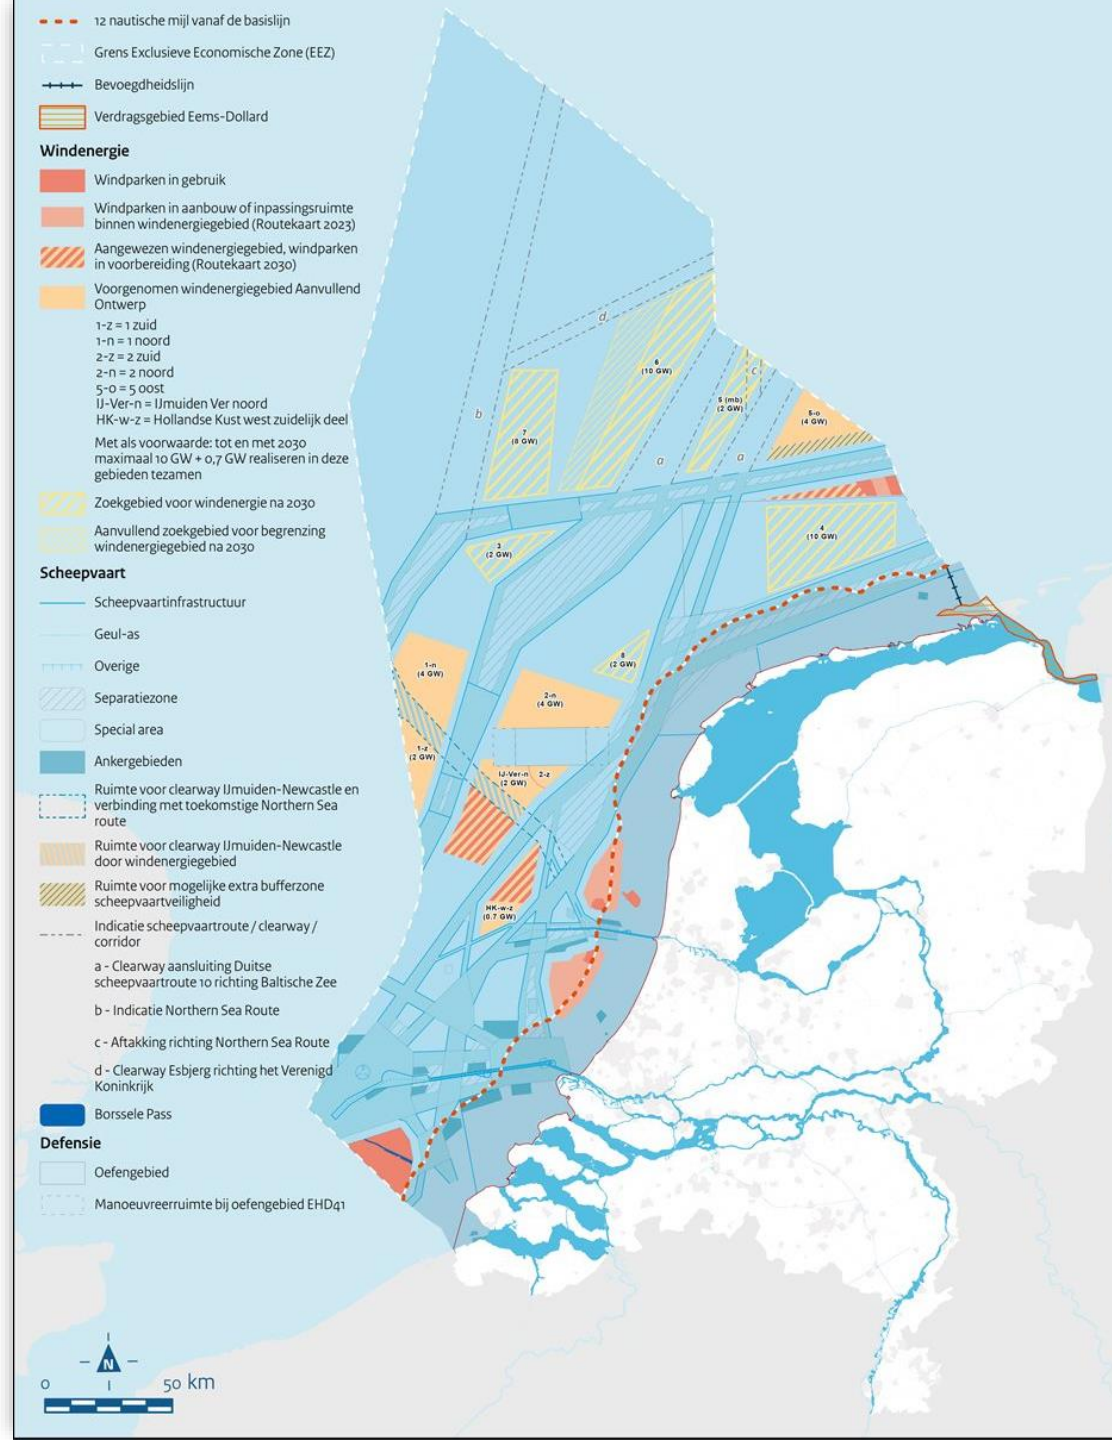 12 nautische mijl vanaf de basislijn
Grens Exclusieve Economische Zone (EEZ)
Bevoegdheidslijn
Verdragsgebied Eems-Dollard
Windenergie
Windparken in gebruik
Windparken in aanbouw of inpassingsruimte
binnen windenergiegebied (Routekaart 2023)
Aangewezen windenergiegebied, windparken
in voorbereiding (Routekaart 2030)
Voorgenomen windenergiegebied Aanvullend
Ontwerp
1-z = 1 zuid
1-n = 1 noord
2-z = 2 zuid
2-n = 2 noord
5-o = 5 oost
IJ-Ver-n = IJmuiden Ver noord
HK-w-z = Hollandse Kust west zuidelijk deel
Met als voorwaarde: tot en met 2030
maximaal 10 GW + 0,7 GW realiseren in deze
gebieden tezamen
Zoekgebied voor windenergie na 2030
Aanvullend zoekgebied voor begrenzing
windenergiegebied na 2030
Scheepvaart
Scheepvaartinfrastructuur
Geul-as
Overige
Separatiezone
Special area
Ankergebieden
Ruimte voor clearway IJmuiden-Newcastle en
verbinding met toekomstige Northern Sea
route
Ruimte voor clearway IJmuiden-Newcastle
door windenergiegebied
Ruimte voor mogelijke extra bufferzone
scheepvaartveiligheid
Indicatie scheepvaartroute / clearway /
corridor
a - Clearway aansluiting Duitse
scheepvaartroute 10 richting Baltische Zee
b - Indicatie Northern Sea Route
c - Aftakking richting Northern Sea Route
d - Clearway Esbjerg richting het Verenigd
Koninkrijk
Borssele Pass
Defensie
Oefengebied
Manoeuvreerruimte bij oefengebied EHD41
N
0
50 km
d
6
(10 GW)
c
5 (mb)
(2 GW)
5-o
(4 GW)
b
7
(8 GW)
a
a
4
(10 GW)
3
(2 GW)
8
(2 GW)
1-n
(4 GW)
2-n
(4 GW)
1-z
(2 GW)
IJ-Ver-n
(2 GW)
2-z
HK-w-z
(0.7 GW)